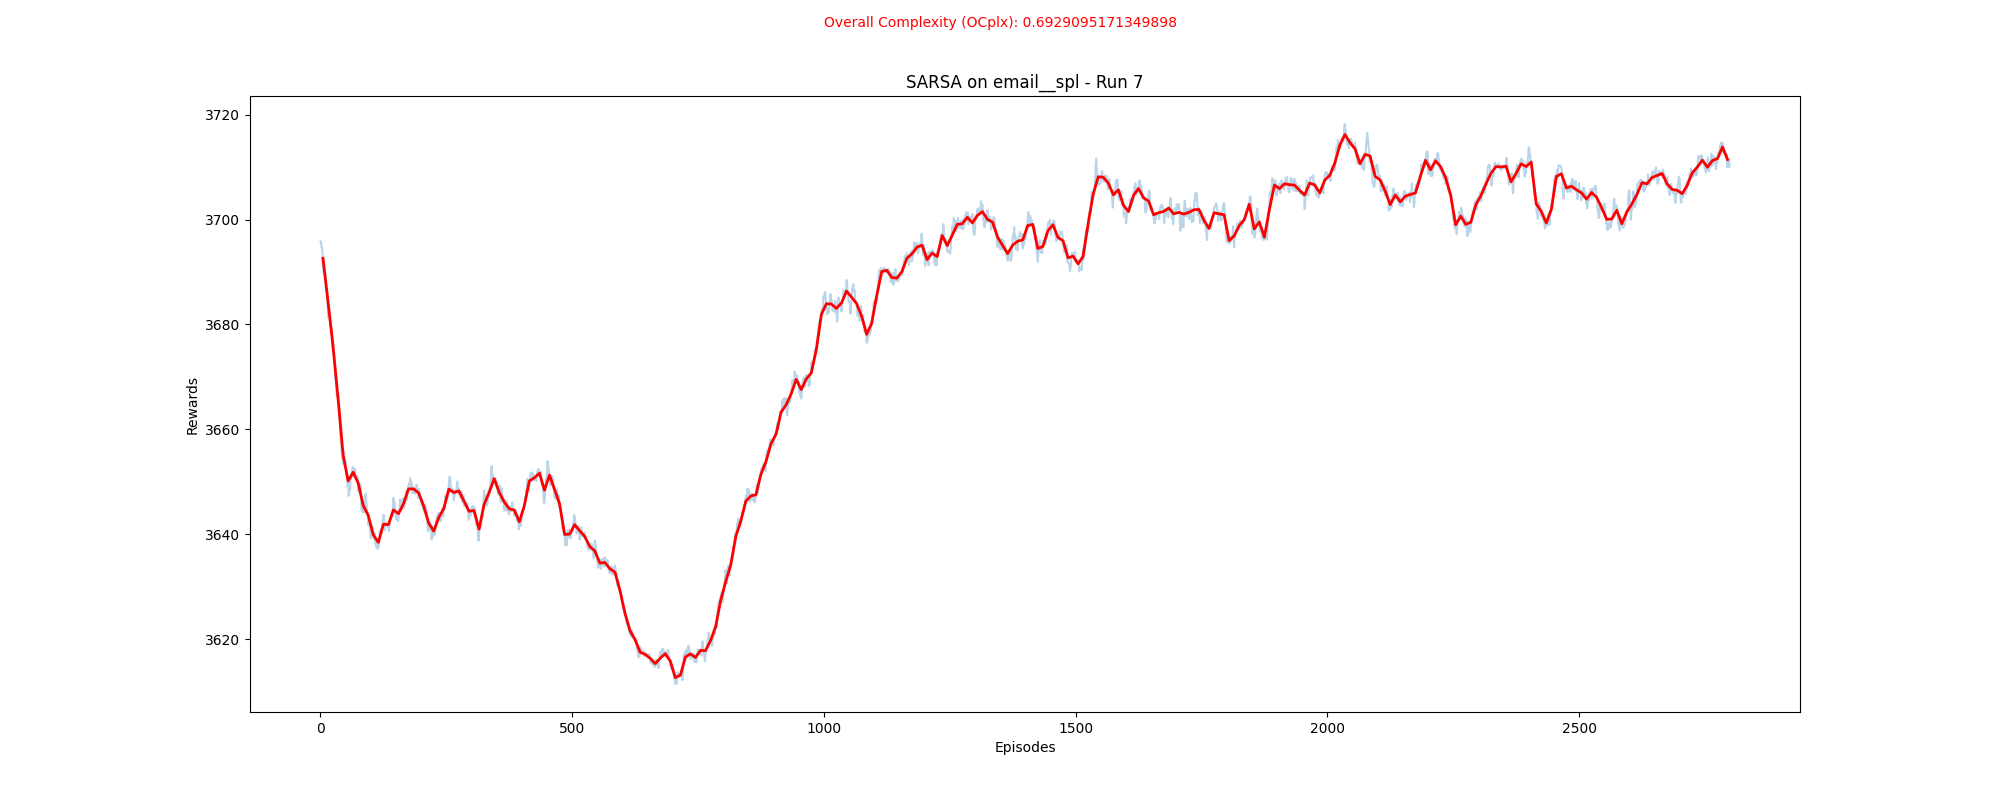 Overall Complexity (OCplx): 0.6929095171349898
SARSA on email__spl - Run 7
3720
3700
3680
3660
3640
3620
Rewards
0 500 1000 1500 2000 2500
Episodes